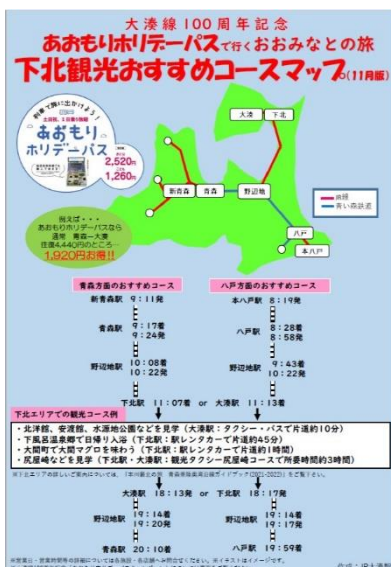 大湊線100周年記念
あおもりホリデーパスで行くおおみなとの旅
下北観光おすすめコースマップ。(11月版)
列車で旅に出かけよう!
土日祝、1日乗り放題
あおもり
ホリデーパス
2,520円
1,260円
大湊
下北
新青森
青森
野辺地
八戸
本八戸
青い森鉄道
例えば・・・
あおもりホリデーパスなら
通常 青森ー大湊
往復4,440円のところ…
1,920円お得!!
青森方面のおすすめコース
八戸方面のおすすめコース
新青森駅 9:11発
本八戸駅 8:19発
青森駅 9:17着
9:24発
八戸駅 8:28着
8:58発
野辺地駅 10:08着
10:22発
野辺地駅 9:43着
10:22発
下北駅 11:07着 or 大湊駅 11:13着
下北エリアでの観光コース例
・北洋館、安渡館、水源地公園などを見学(大湊駅:タクシー・バスで片道約10分)
・下風呂温泉郷で日帰り入浴(下北駅:駅レンタカーで片道約45分)
・大間町で大間マグロを味わう(下北駅:駅レンタカーで片道約1時間)
・尻屋崎などを見学(下北駅・大湊駅:観光タクシー尻屋崎コースで所要時間約3時間)
大湊駅 18:13発 or 下北駅 18:17発
野辺地駅 19:14着
19:20発
野辺地駅 19:14着
19:17発
青森駅 20:10着
八戸駅 19:59着
作成:JR大湊駅